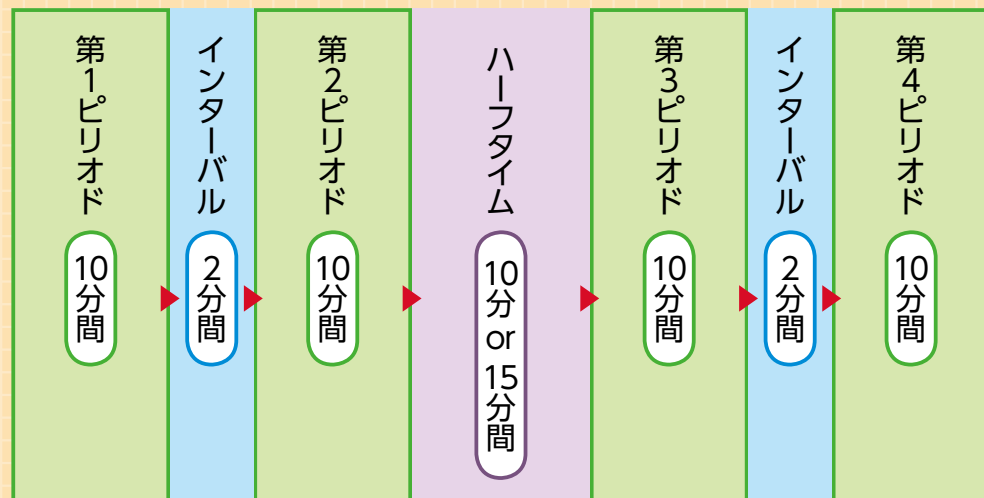 第1ピリオド
10分間
インターバル
2分間
第2ピリオド
10分間
ハーフタイム
10分 or 15分間
第3ピリオド
10分間
インターバル
2分間
第4ピリオド
10分間